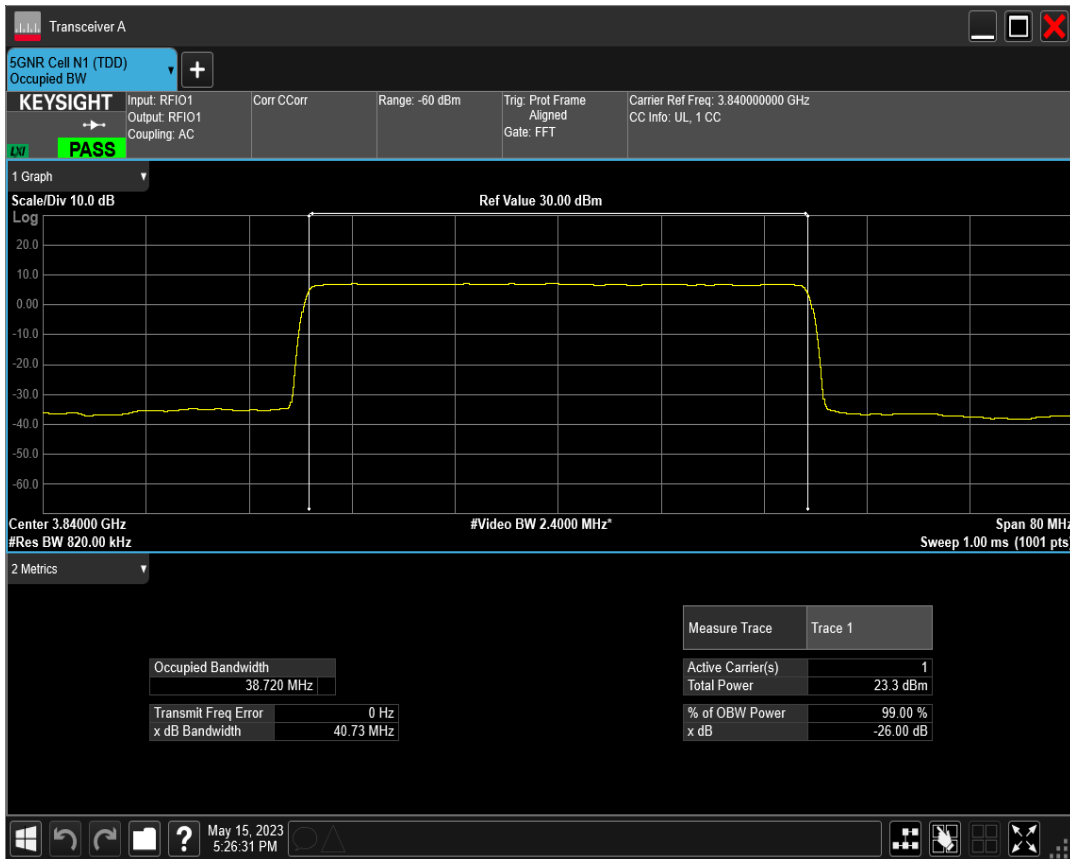 Transceiver A
5GNR Cell N1 (TDD)
Occupied BW
+
KEYSIGHT
LXI
PASS
Input: RFIO1
Output: RFIO1
Coupling: AC
Corr CCorr
Range: -60 dBm
Trig: Prot Frame
Aligned
Gate: FFT
Carrier Ref Freq: 3.840000000 GHz
CC Info: UL, 1 CC
1 Graph
Scale/Div 10.0 dB
Ref Value 30.00 dBm
Log
20.0
10.0
0.00
-10.0
-20.0
-30.0
-40.0
-50.0
-60.0
Center 3.84000 GHz
#Video BW 2.4000 MHz*
Span 80 MHz
#Res BW 820.00 kHz
Sweep 1.00 ms (1001 pts)
2 Metrics
Measure Trace Trace 1
Occupied Bandwidth
38.720 MHz
Transmit Freq Error 0 Hz
x dB Bandwidth 40.73 MHz
Active Carrier(s) 1
Total Power 23.3 dBm
% of OBW Power 99.00 %
x dB -26.00 dB
?
May 15, 2023
5:26:31 PM